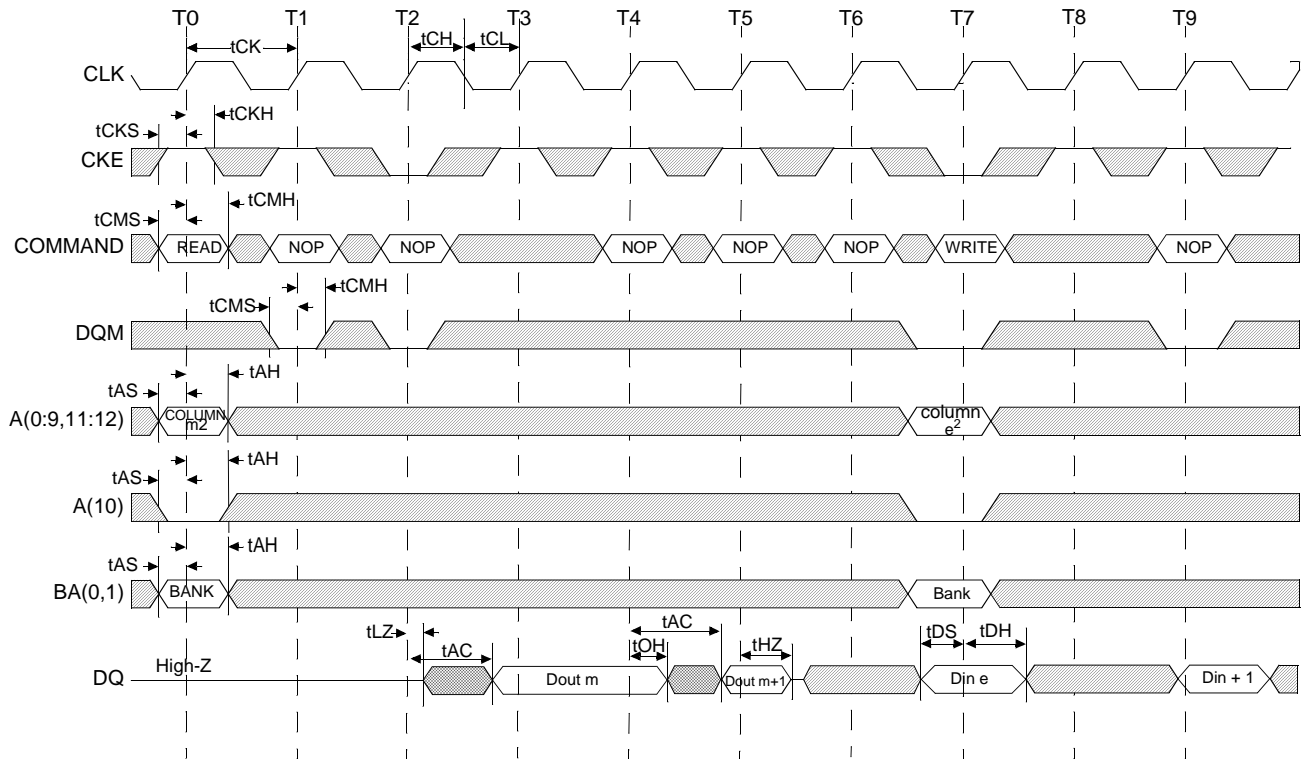 T0 T1 T2 T3 T4 T5 T6 T7 T8 T9
tCK tCH tCL
CLK
tCKH
tCKS
CKE
tCMH
tCMS
COMMAND READ NOP NOP NOP NOP NOP WRITE NOP
tCMH
tCMS
DQM
tAH
tAS
A(0:9,11:12) COLUMN m2 column e²
tAH
tAS
A(10)
tAH
tAS
BA(0,1) BANK Bank
tLZ tAC tAC tOH tHZ tDS tDH
High-Z
DQ Dout m Dout m+1 Din e Din + 1